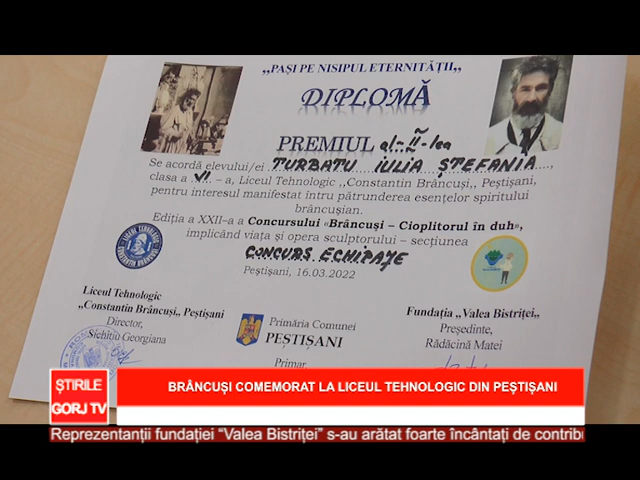 ,,PAȘI PE NISIPUL ETERNITĂȚII,,
DIPLOMĂ
PREMIUL al-II-lea
Se acordă elevului/ei TURBATU IULIA ȘTEFANIA,
clasa a VI – a, Liceul Tehnologic ,,Constantin Brâncuși,, Peștișani,
pentru interesul manifestat întru pătrunderea esențelor spiritului
brâncușian.
Ediția a XXII-a a Concursului «Brâncuși – Cioplitorul în duh»,
implicând viața și opera sculptorului – secțiunea
CONCURS ECHIPAJE
Peștișani, 16.03.2022
Liceul Tehnologic
„Constantin Brâncuși„ Peștișani
Director,
Sichitiu Georgiana
Primăria Comunei
PEȘTIȘANI
Primar,
Fundația „Valea Bistriței"
Președinte,
Rădăcină Matei
ȘTIRILE
GORJ TV
BRÂNCUȘI COMEMORAT LA LICEUL TEHNOLOGIC DIN PEȘTIȘANI
Reprezentanții fundației “Valea Bistriței” s-au arătat foarte încântați de contribu